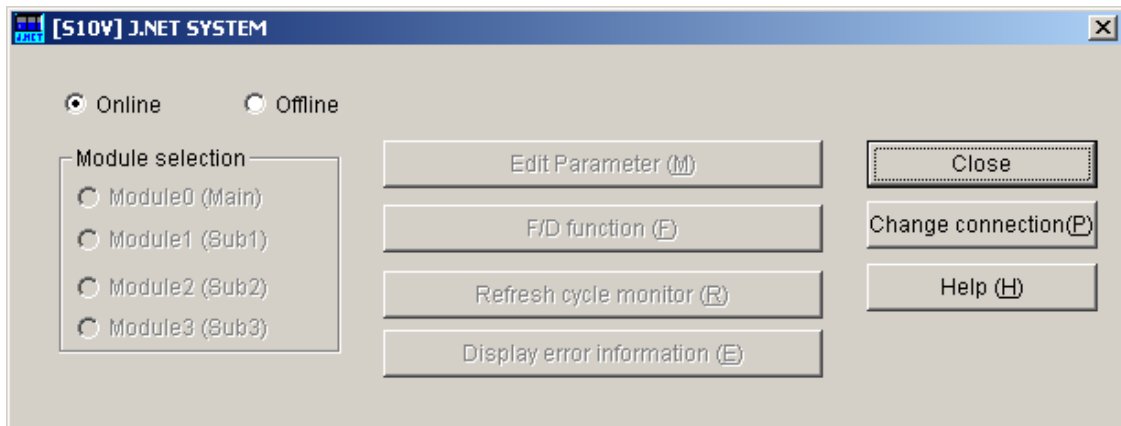 J.NET
[S10V] J.NET SYSTEM
Online Offline
Module selection
Module0 (Main)
Module1 (Sub1)
Module2 (Sub2)
Module3 (Sub3)
Edit Parameter (M)
F/D function (F)
Refresh cycle monitor (R)
Display error information (E)
Close
Change connection(P)
Help (H)